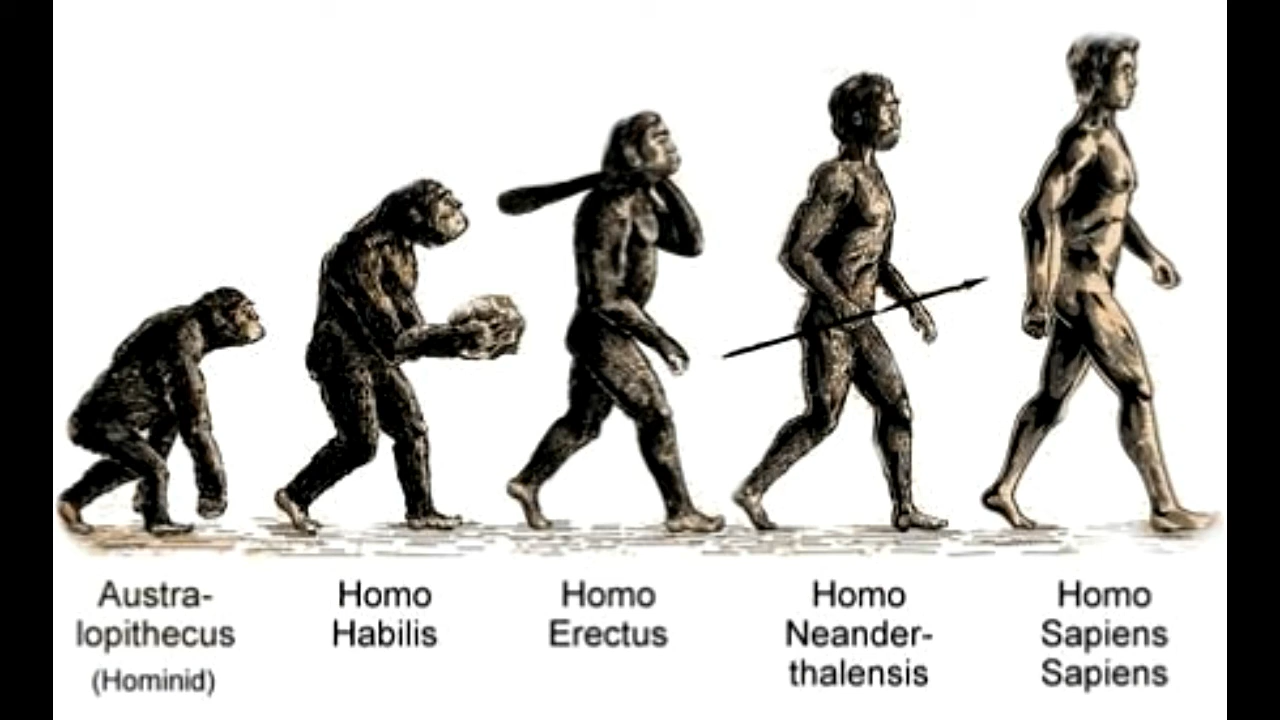 Austra-
lopithecus
(Hominid)
Homo
Habilis
Homo
Erectus
Homo
Neander-
thalensis
Homo
Sapiens
Sapiens